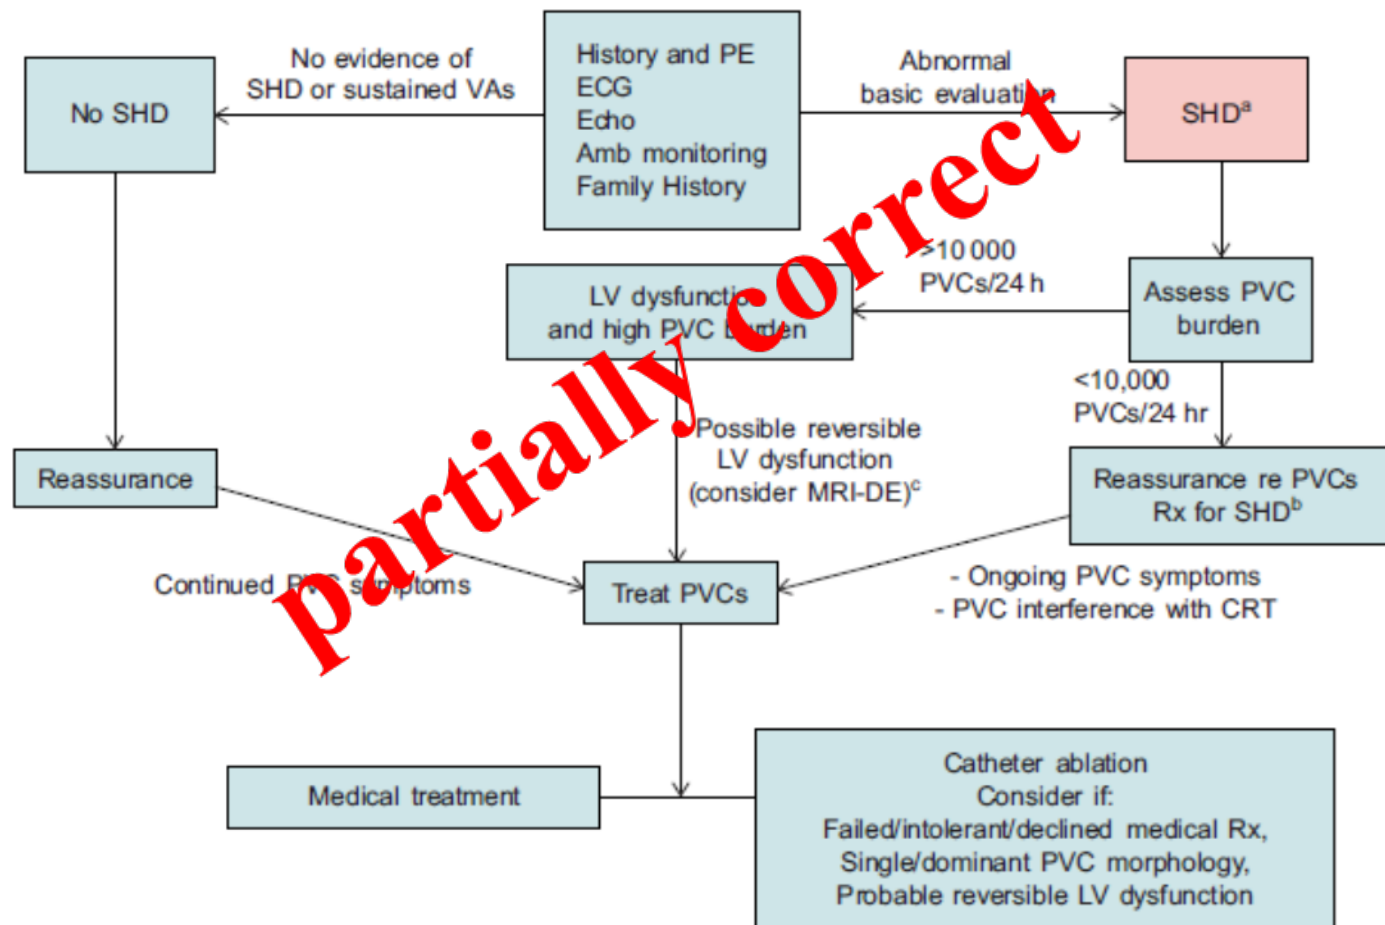 No evidence of
SHD or sustained VAs
History and PE
ECG
Echo
Amb monitoring
Family History
Abnormal
basic evaluation
No SHD
SHDᵃ
>10 000
PVCs/24 h
LV dysfunction
and high PVC burden
Assess PVC
burden
<10,000
PVCs/24 hr
Possible reversible
LV dysfunction
(consider MRI-DE)ᶜ
Reassurance
Reassurance re PVCs
Rx for SHDᵇ
Continued PVC symptoms
Treat PVCs
- Ongoing PVC symptoms
- PVC interference with CRT
Medical treatment
Catheter ablation
Consider if:
Failed/intolerant/declined medical Rx,
Single/dominant PVC morphology,
Probable reversible LV dysfunction
partially correct